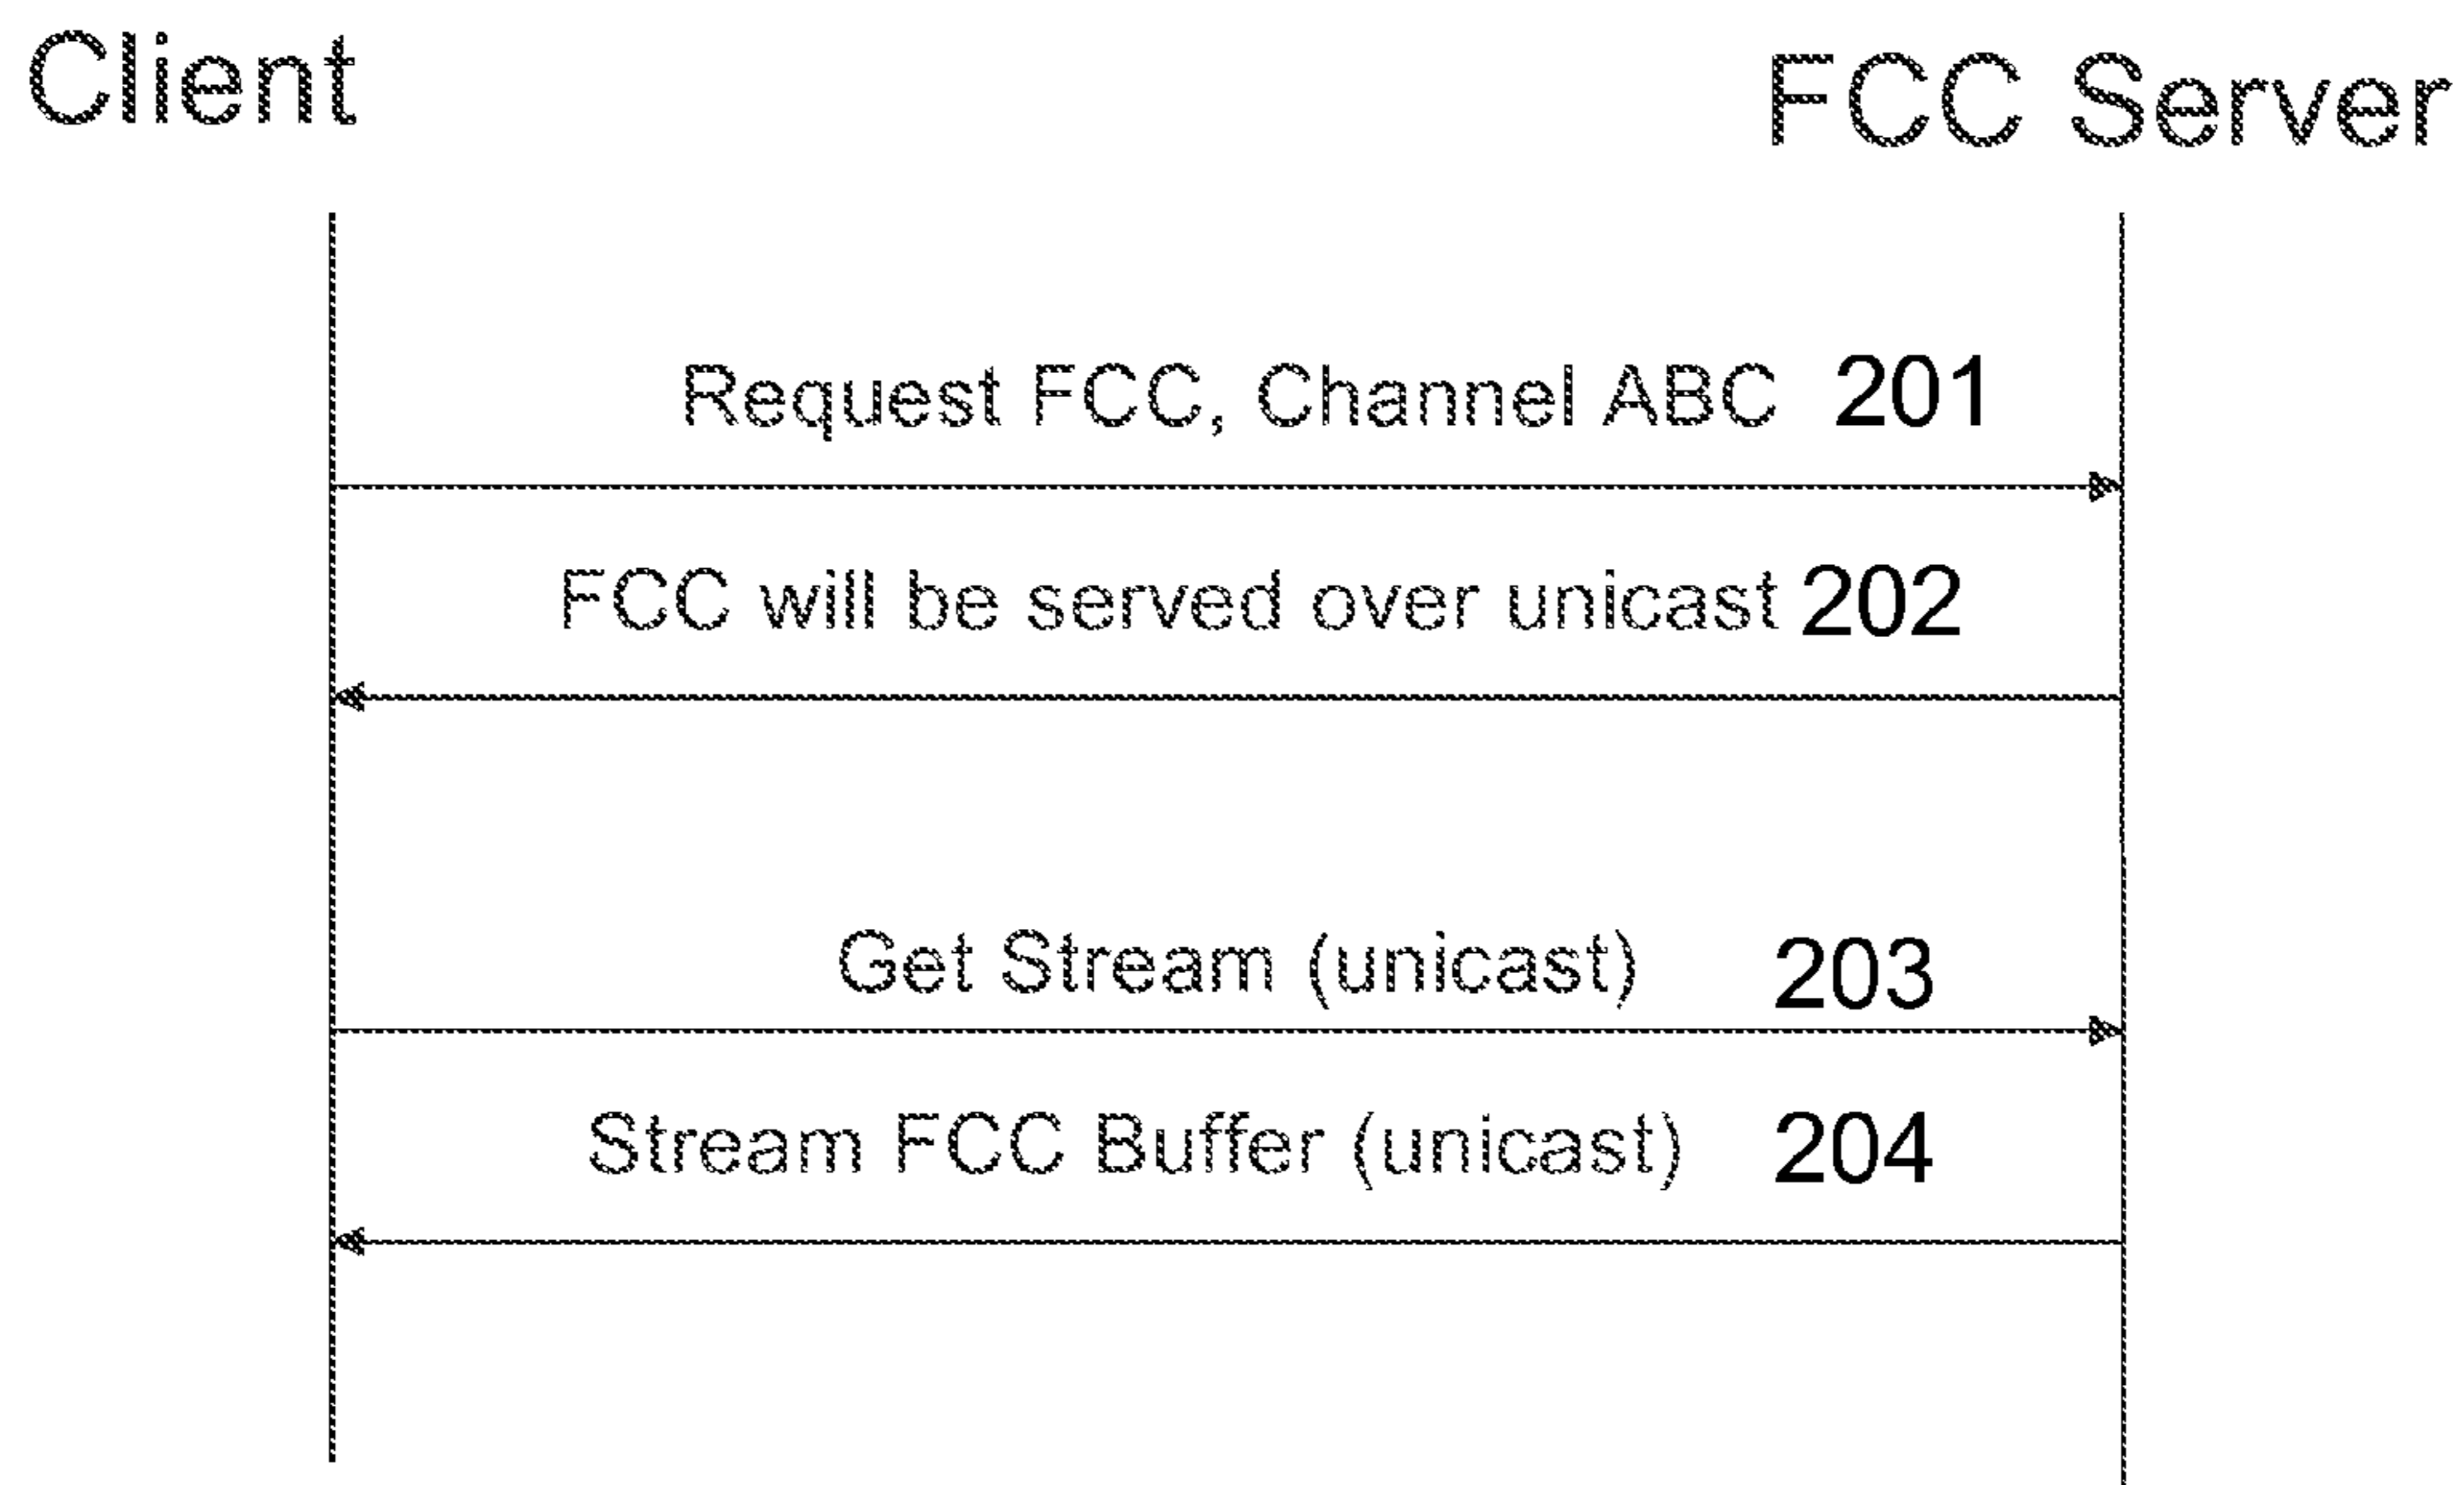 Client
FCC Server
Request FCC, Channel ABC 201
FCC will be served over unicast 202
Get Stream (unicast) 203
Stream FCC Buffer (unicast) 204